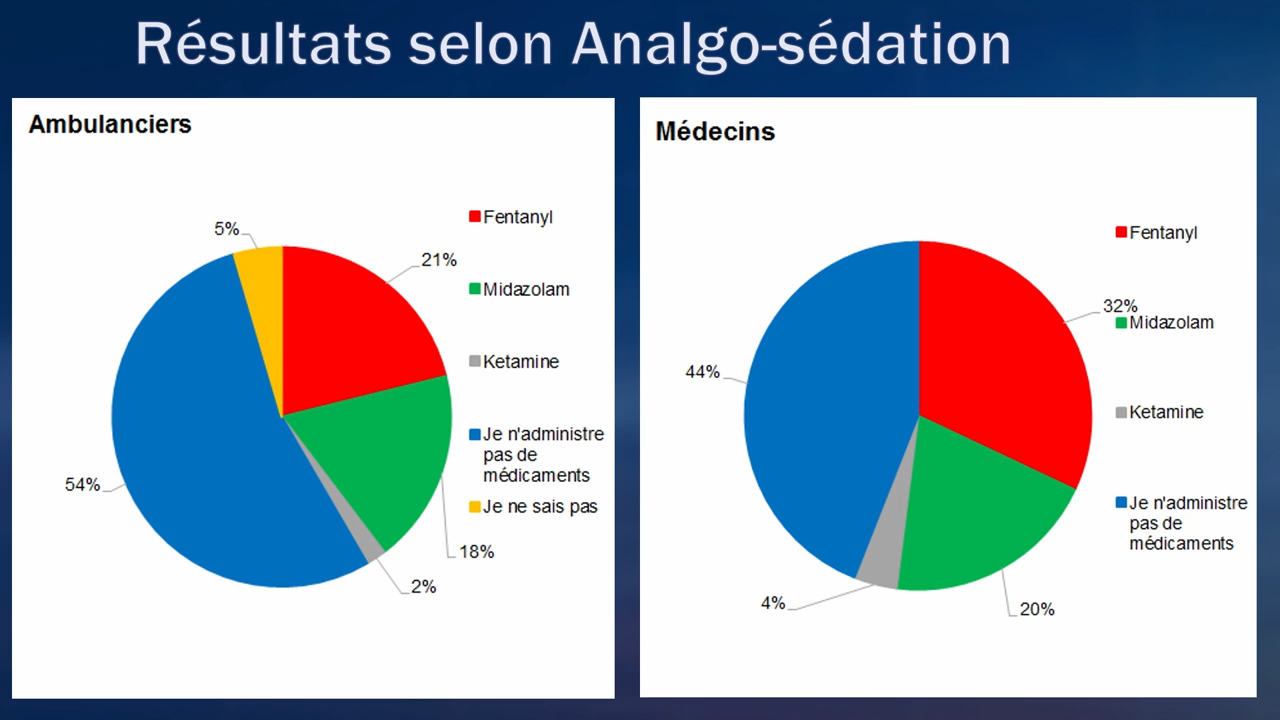 Résultats selon Analgo-sédation
Ambulanciers
5%
21%
54%
18%
2%
Fentanyl
Midazolam
Ketamine
Je n'administre
pas de
médicaments
Je ne sais pas
Médecins
32%
44%
4%
20%
Fentanyl
Midazolam
Ketamine
Je n'administre
pas de
médicaments